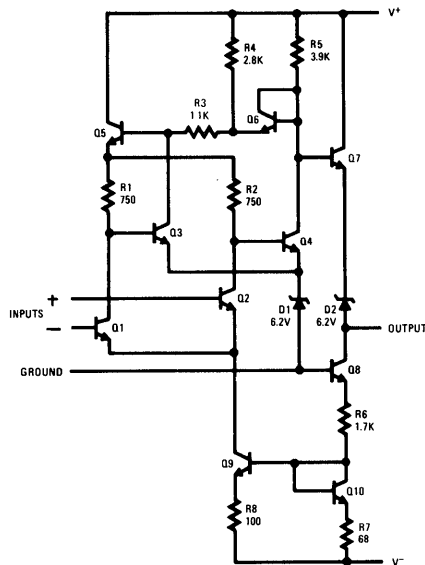 V+
R4
2.8K
R5
3.9K
R3
1.1K
Q6
Q5
Q7
R1
750
R2
750
Q3
Q4
+
INPUTS
−
Q1
Q2
D1
6.2V
D2
6.2V
OUTPUT
GROUND
Q8
R6
1.7K
Q9
Q10
R8
100
R7
68
V−